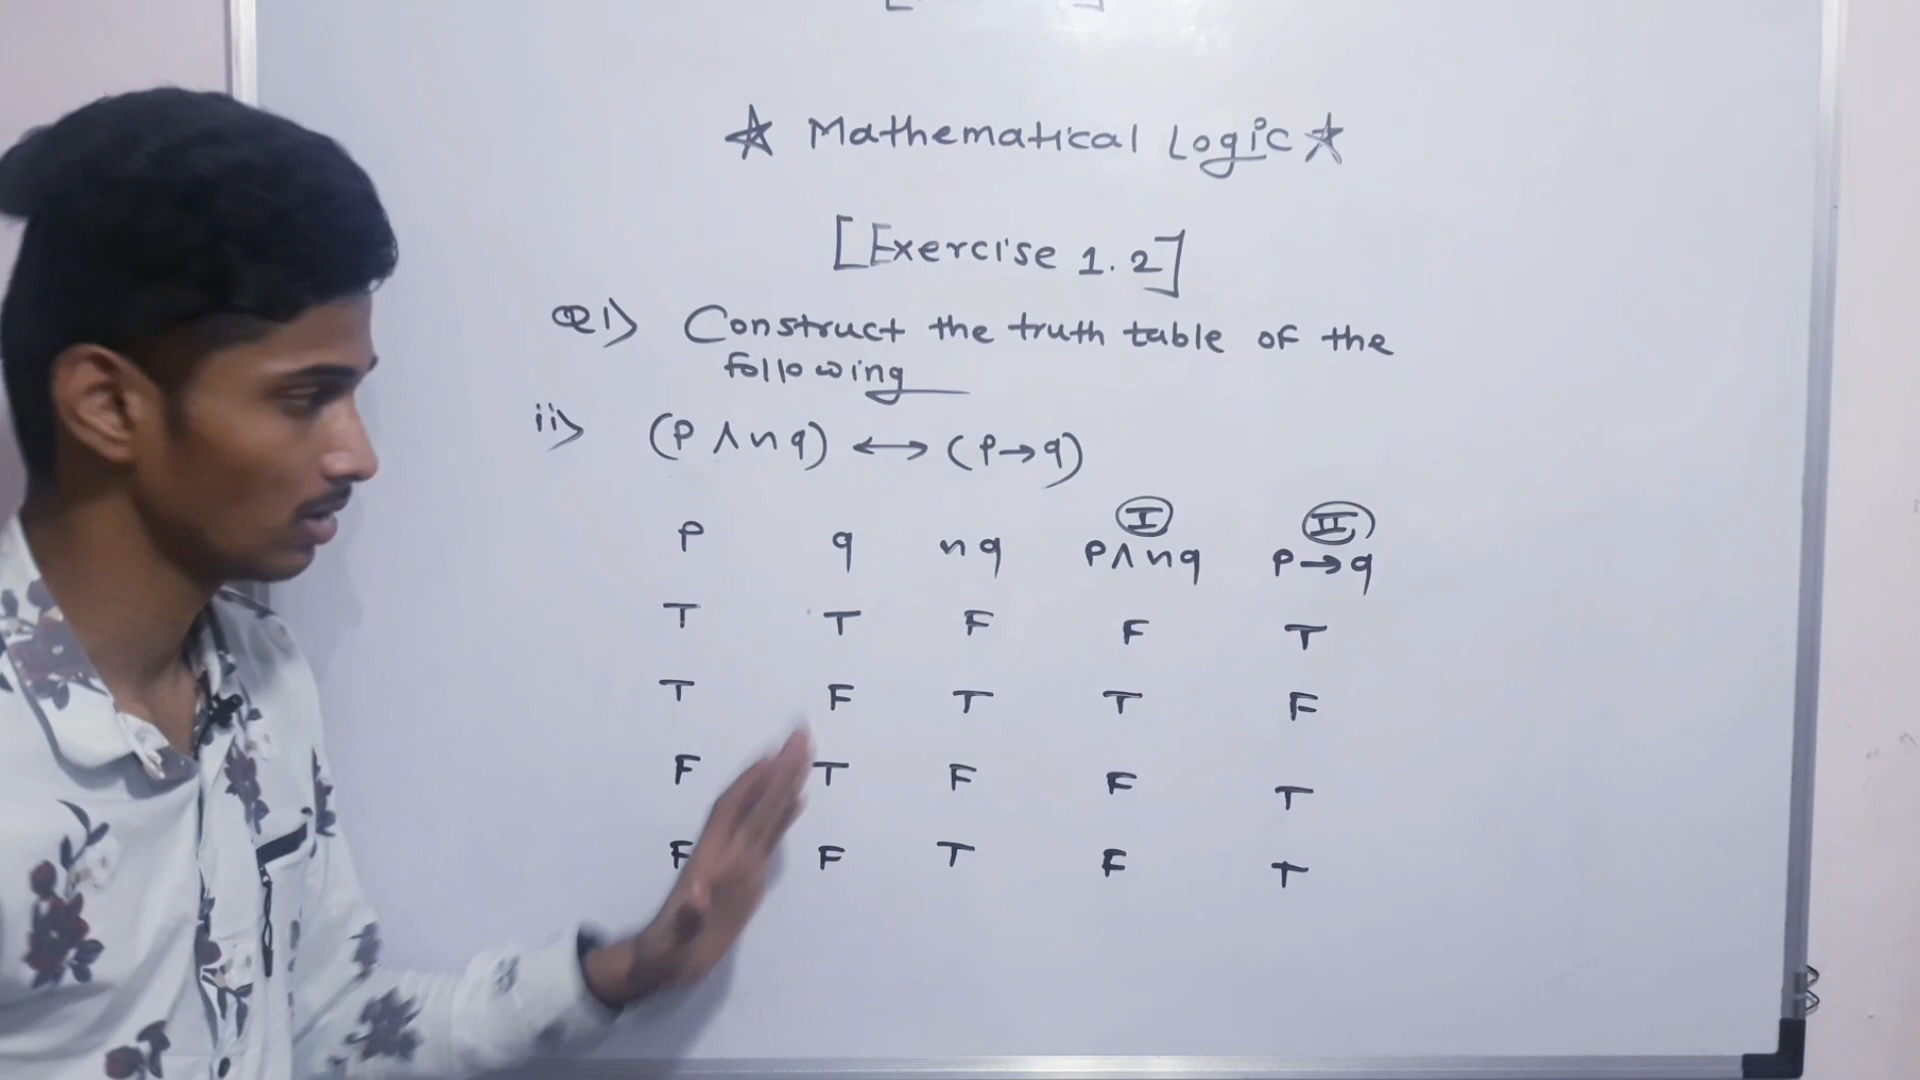 ☆ Mathematical Logic ☆
[Exercise 1.2]
Q1) Construct the truth table of the
following
ii) (P ∧ ~q) ↔ (P→q)
I II
P q ~q P∧~q P→q
T T F F T
T F T T F
F T F F T
F F T F T